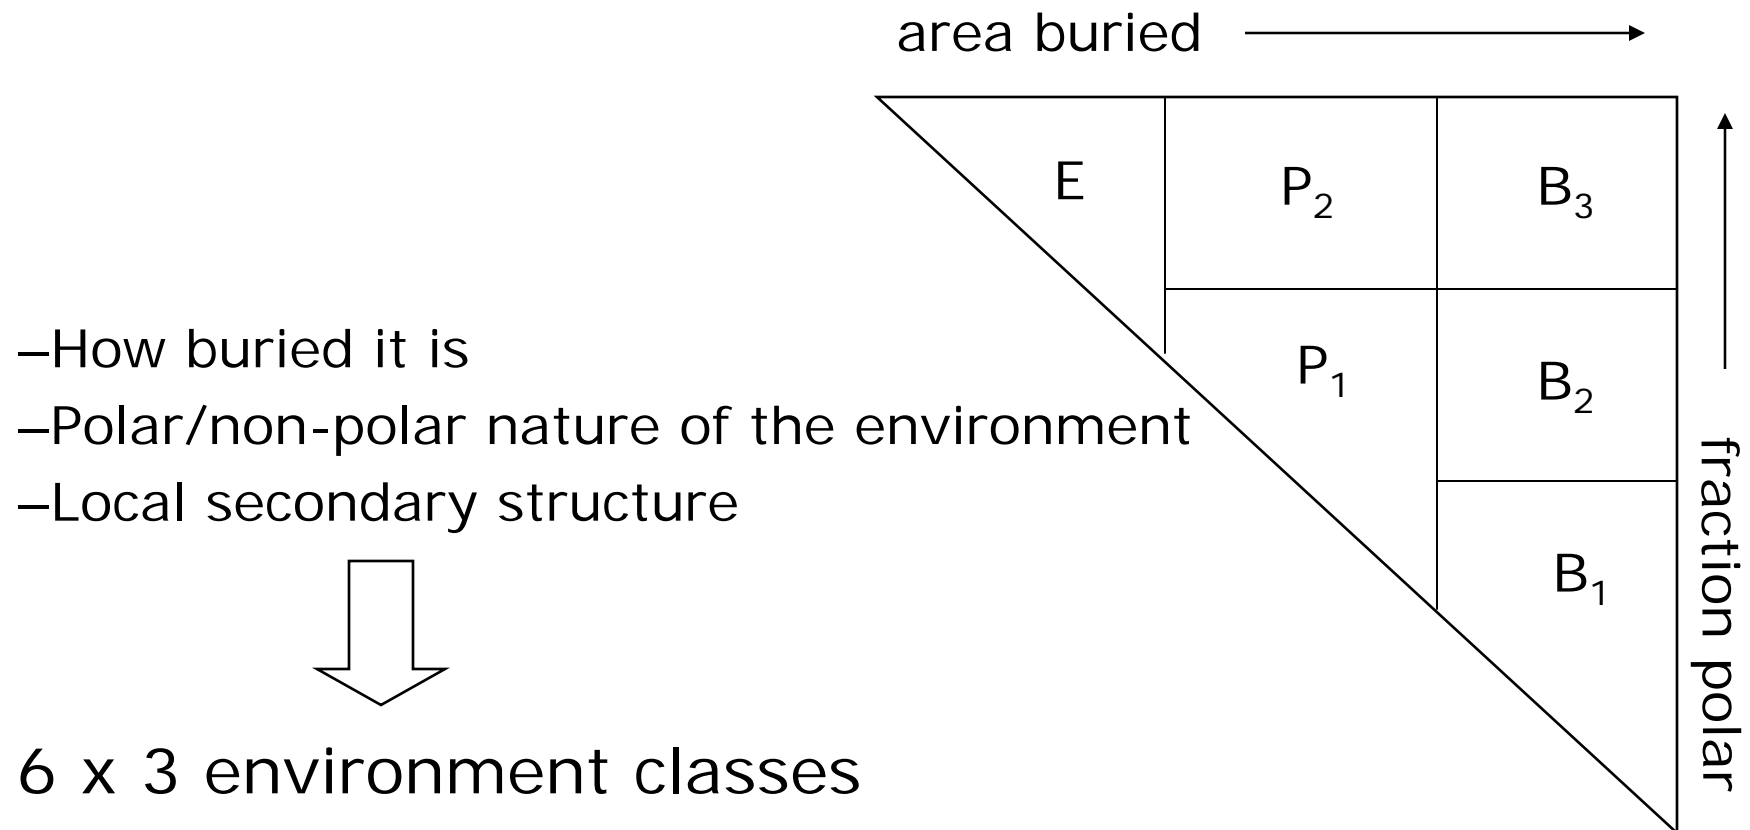 area buried
E
P₂
B₃
P₁
B₂
B₁
fraction polar
–How buried it is
–Polar/non-polar nature of the environment
–Local secondary structure
6 x 3 environment classes